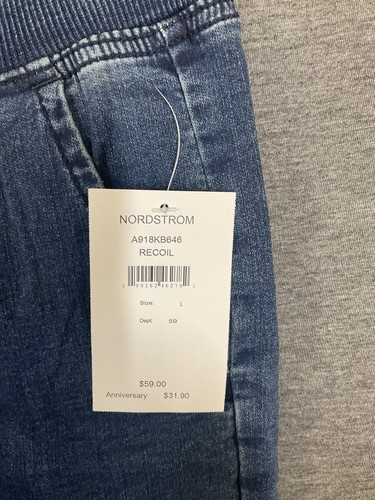 NORDSTROM
A918KB646
RECOIL
Size: L
Dept 59
$59.00
Anniversary $31.90